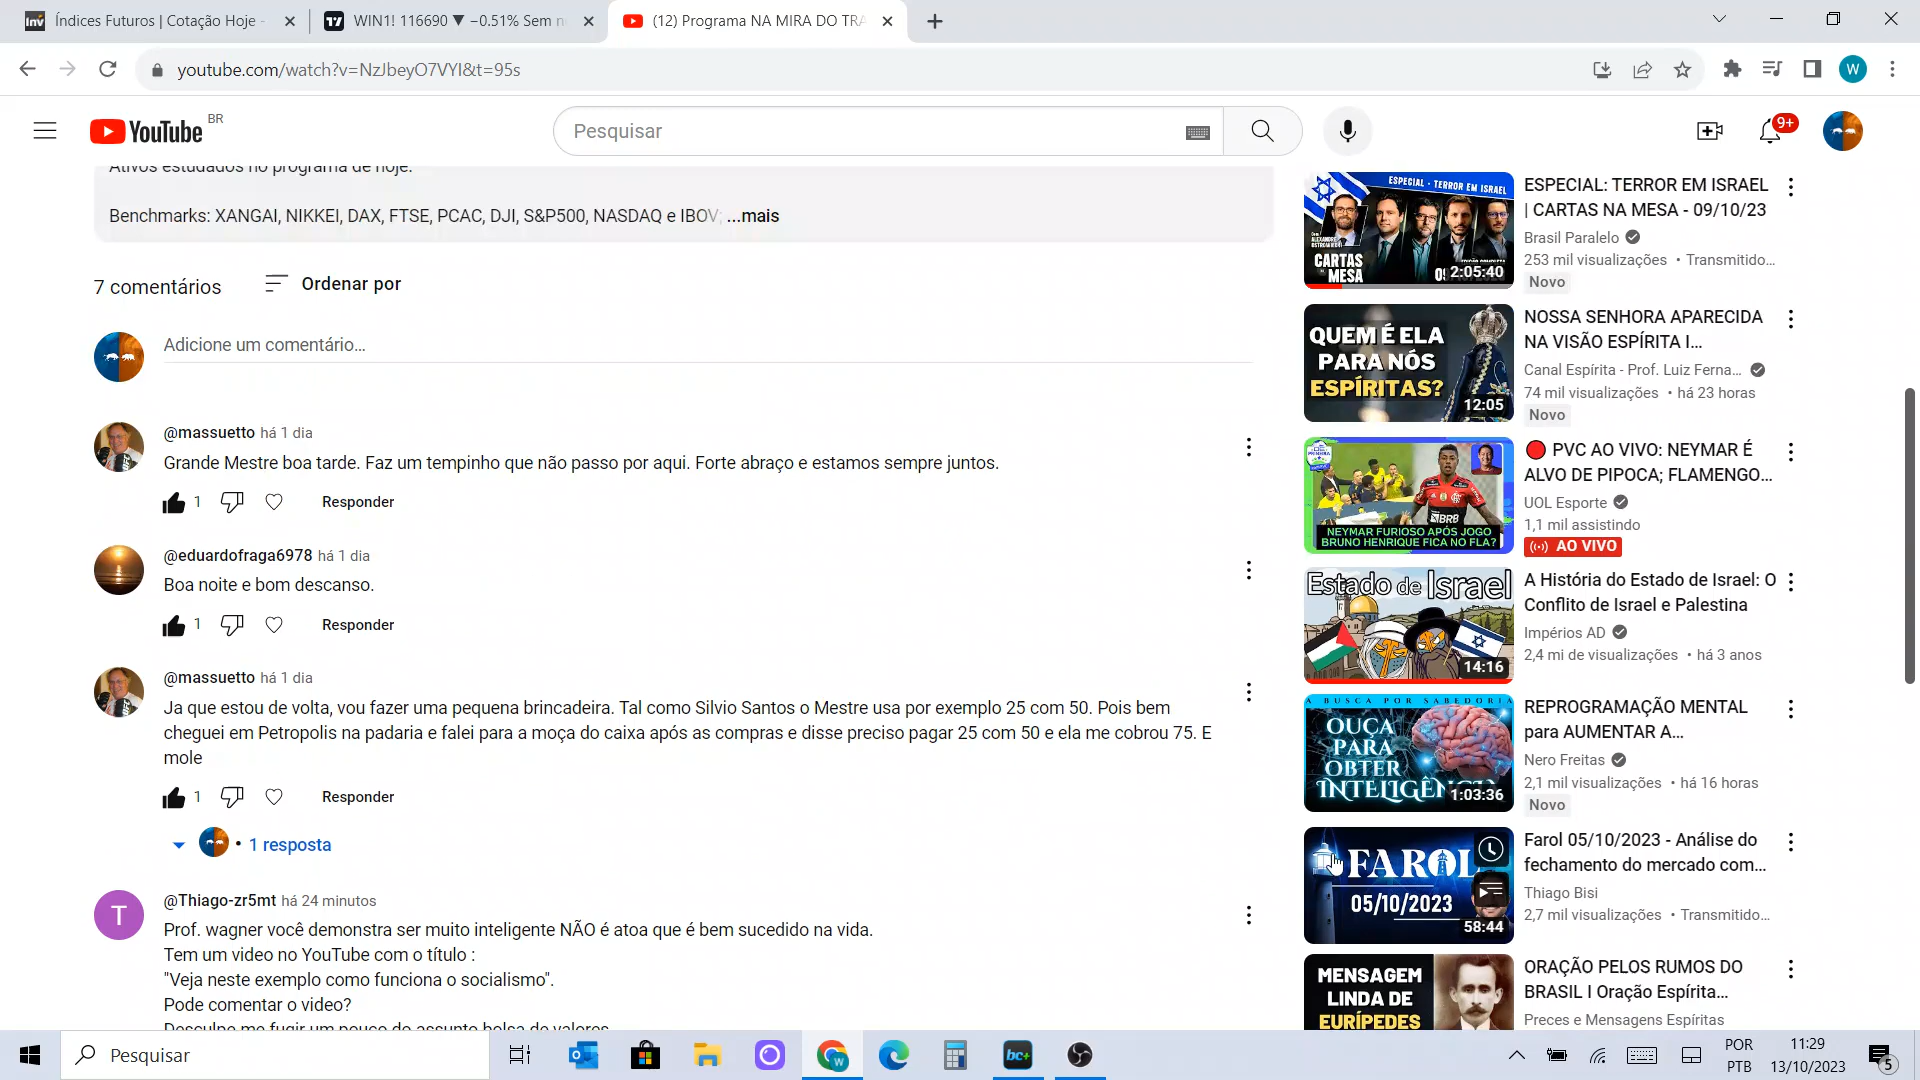 Índices Futuros | Cotação Hoje -
WIN1! 116690 ▼ −0.51% Sem n
(12) Programa NA MIRA DO TRA
youtube.com/watch?v=NzJbeyO7VYI&t=95s
W
YouTube BR
Pesquisar
9+
Ativos estudados no programa de hoje:
Benchmarks: XANGAI, NIKKEI, DAX, FTSE, PCAC, DJI, S&P500, NASDAQ e IBOV; ...mais
7 comentários
Ordenar por
Adicione um comentário...
@massuetto há 1 dia
Grande Mestre boa tarde. Faz um tempinho que não passo por aqui. Forte abraço e estamos sempre juntos.
1 Responder
@eduardofraga6978 há 1 dia
Boa noite e bom descanso.
1 Responder
@massuetto há 1 dia
Ja que estou de volta, vou fazer uma pequena brincadeira. Tal como Silvio Santos o Mestre usa por exemplo 25 com 50. Pois bem
cheguei em Petropolis na padaria e falei para a moça do caixa após as compras e disse preciso pagar 25 com 50 e ela me cobrou 75. E
mole
1 Responder
• 1 resposta
T
@Thiago-zr5mt há 24 minutos
Prof. wagner você demonstra ser muito inteligente NÃO é atoa que é bem sucedido na vida.
Tem um video no YouTube com o título :
"Veja neste exemplo como funciona o socialismo".
Pode comentar o video?
Desculpe me fugir um pouco do assunto bolsa de valores
ESPECIAL - TERROR EM ISRAEL
CARTAS
MESA
2:05:40
ESPECIAL: TERROR EM ISRAEL
| CARTAS NA MESA - 09/10/23
Brasil Paralelo
253 mil visualizações • Transmitido...
Novo
QUEM É ELA
PARA NÓS
ESPÍRITAS?
12:05
NOSSA SENHORA APARECIDA
NA VISÃO ESPÍRITA I...
Canal Espírita - Prof. Luiz Ferna...
74 mil visualizações • há 23 horas
Novo
NEYMAR FURIOSO APÓS JOGO
BRUNO HENRIQUE FICA NO FLA?
🔴 PVC AO VIVO: NEYMAR É
ALVO DE PIPOCA; FLAMENGO...
UOL Esporte
1,1 mil assistindo
AO VIVO
Estado de Israel
14:16
A História do Estado de Israel: O
Conflito de Israel e Palestina
Impérios AD
2,4 mi de visualizações • há 3 anos
A BUSCA POR SABEDORIA
OUÇA
PARA
OBTER
INTELIGÊNCIA
1:03:36
REPROGRAMAÇÃO MENTAL
para AUMENTAR A...
Nero Freitas
2,1 mil visualizações • há 16 horas
Novo
FAROL
05/10/2023
58:44
Farol 05/10/2023 - Análise do
fechamento do mercado com...
Thiago Bisi
2,7 mil visualizações • Transmitido...
MENSAGEM
LINDA DE
EURÍPEDES
ORAÇÃO PELOS RUMOS DO
BRASIL I Oração Espírita...
Preces e Mensagens Espíritas
Pesquisar
bc+
POR
PTB
11:29
13/10/2023
5